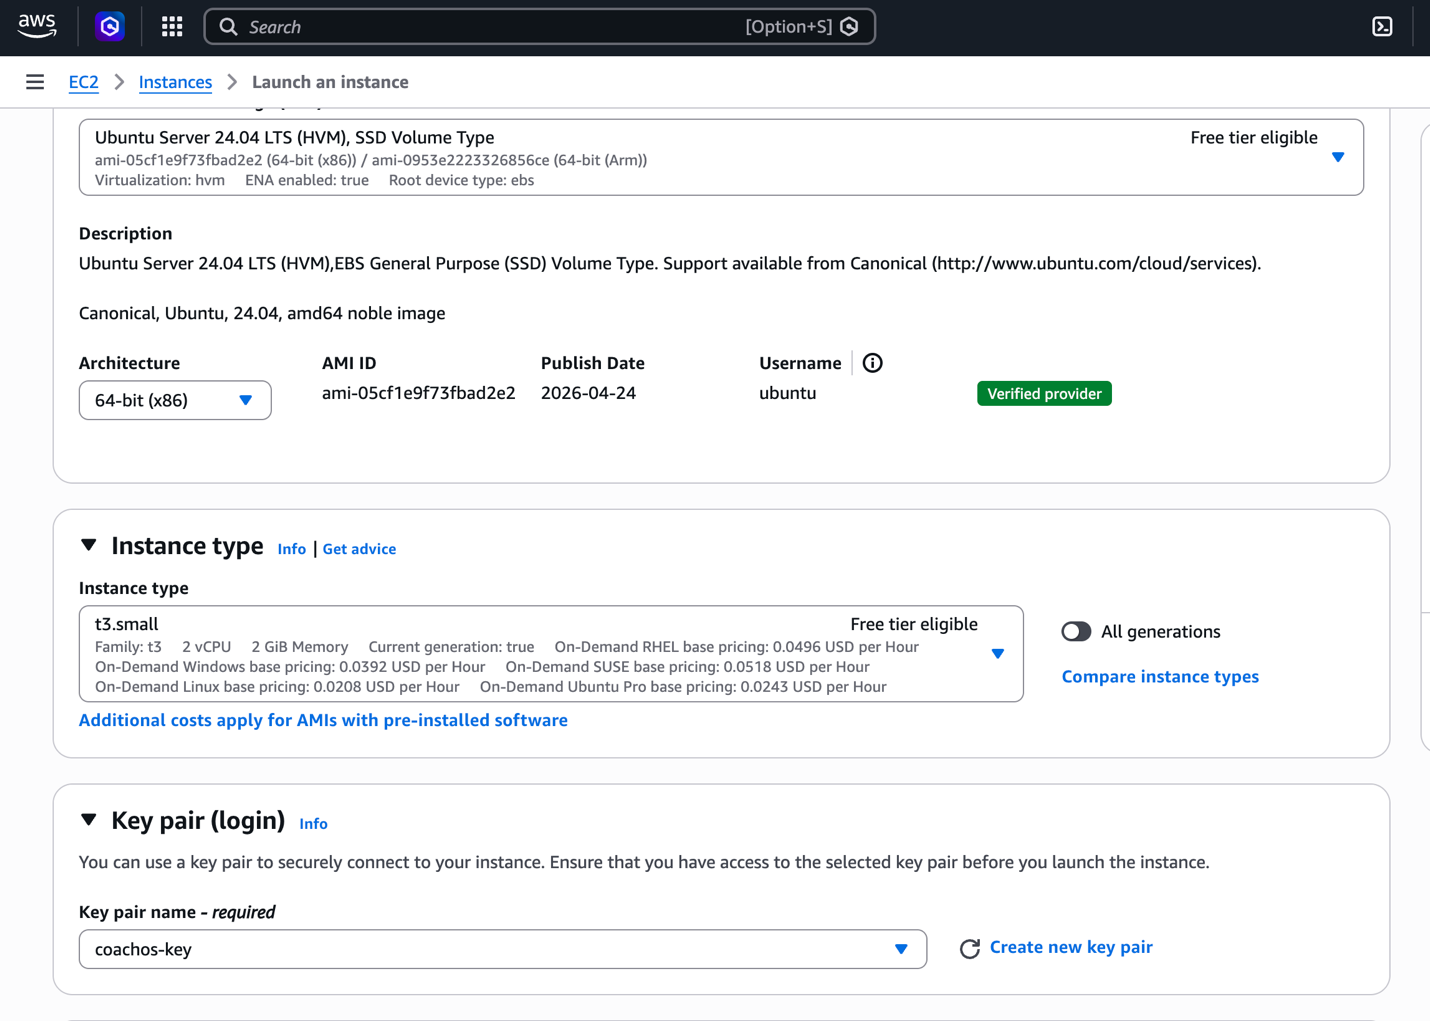 aws
Search [Option+S]
EC2 > Instances > Launch an instance
Ubuntu Server 24.04 LTS (HVM), SSD Volume Type Free tier eligible
ami-05cf1e9f73fbad2e2 (64-bit (x86)) / ami-0953e2223326856ce (64-bit (Arm))
Virtualization: hvm ENA enabled: true Root device type: ebs
Description
Ubuntu Server 24.04 LTS (HVM),EBS General Purpose (SSD) Volume Type. Support available from Canonical (http://www.ubuntu.com/cloud/services).
Canonical, Ubuntu, 24.04, amd64 noble image
Architecture AMI ID Publish Date Username
64-bit (x86) ami-05cf1e9f73fbad2e2 2026-04-24 ubuntu Verified provider
Instance type Info | Get advice
Instance type
t3.small Free tier eligible
Family: t3 2 vCPU 2 GiB Memory Current generation: true On-Demand RHEL base pricing: 0.0496 USD per Hour
On-Demand Windows base pricing: 0.0392 USD per Hour On-Demand SUSE base pricing: 0.0518 USD per Hour
On-Demand Linux base pricing: 0.0208 USD per Hour On-Demand Ubuntu Pro base pricing: 0.0243 USD per Hour
All generations
Compare instance types
Additional costs apply for AMIs with pre-installed software
Key pair (login) Info
You can use a key pair to securely connect to your instance. Ensure that you have access to the selected key pair before you launch the instance.
Key pair name - required
coachos-key Create new key pair